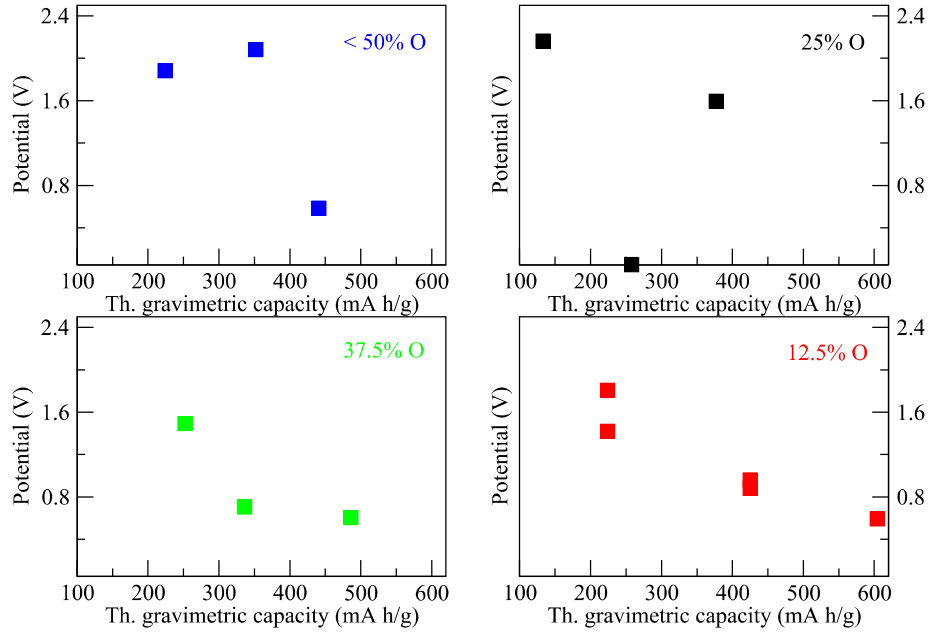 2.4
< 50% O
1.6
0.8
Potential (V)
100 200 300 400 500 600
Th. gravimetric capacity (mA h/g)
2.4
25% O
1.6
0.8
Potential (V)
100 200 300 400 500 600
Th. gravimetric capacity (mA h/g)
2.4
37.5% O
1.6
0.8
Potential (V)
100 200 300 400 500 600
Th. gravimetric capacity (mA h/g)
2.4
12.5% O
1.6
0.8
Potential (V)
100 200 300 400 500 600
Th. gravimetric capacity (mA h/g)